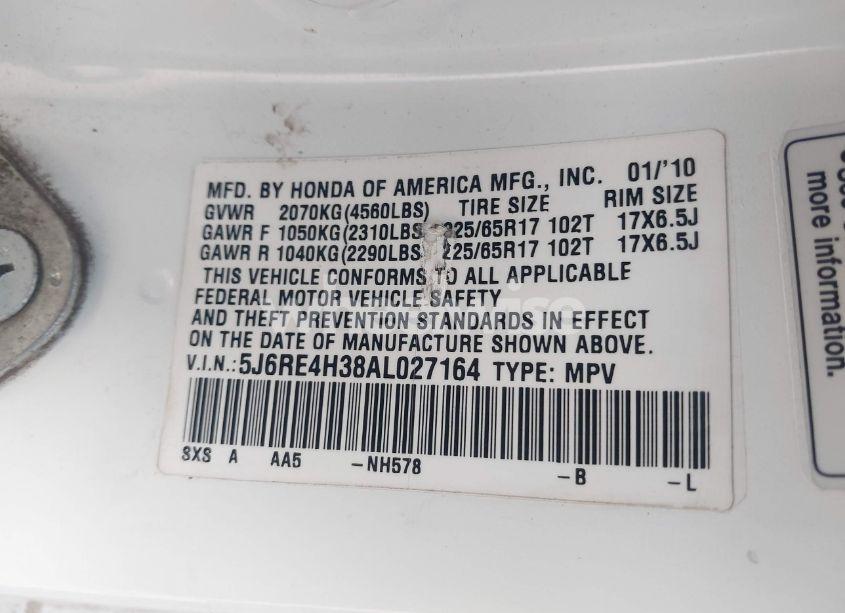 MFD. BY HONDA OF AMERICA MFG., INC. 01/'10
GVWR 2070KG(4560LBS) TIRE SIZE RIM SIZE
GAWR F 1050KG(2310LBS 225/65R17 102T 17X6.5J
GAWR R 1040KG(2290LBS 225/65R17 102T 17X6.5J
THIS VEHICLE CONFORMS TO ALL APPLICABLE
FEDERAL MOTOR VEHICLE SAFETY
AND THEFT PREVENTION STANDARDS IN EFFECT
ON THE DATE OF MANUFACTURE SHOWN ABOVE.
V.I.N.: 5J6RE4H38AL027164 TYPE: MPV
SXS A AA5 -NH578 -B -L
more information.